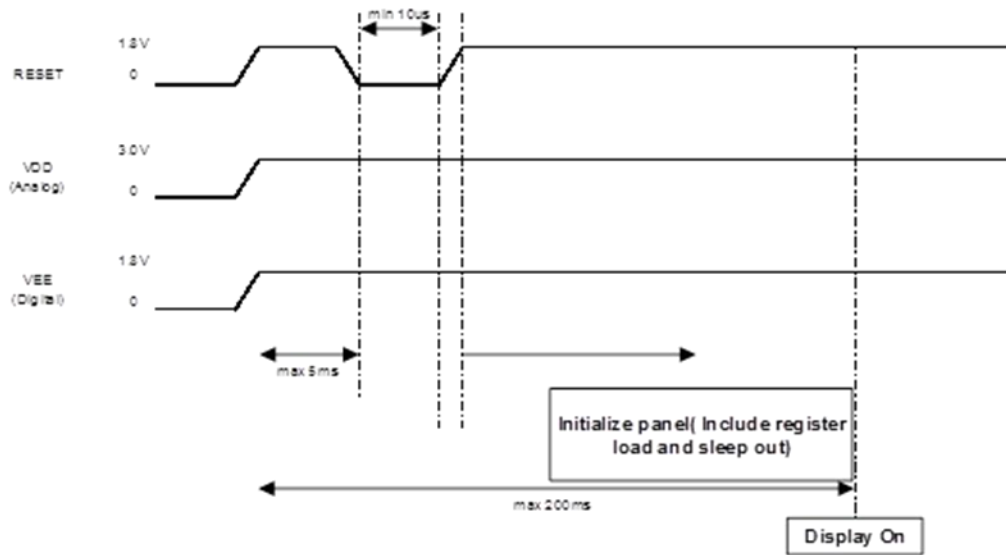 min 10us
1.8V
RESET
0
3.0V
VDD
(Analog)
0
1.8V
VEE
(Digital)
0
max 5ms
Initialize panel( Include register
load and sleep out)
max 200ms
Display On